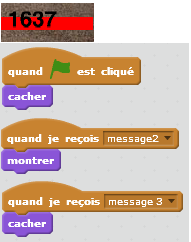 1637
quand est cliqué
cacher
quand je reçois message2
montrer
quand je reçois message 3
cacher